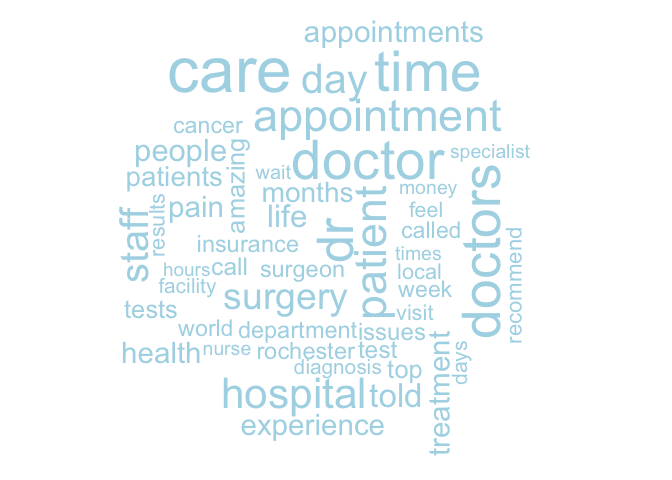 appointments
care day time
cancer appointment
people amazing wait doctor specialist
patients months money
results pain life dr patient feel doctors
staff insurance called recommend
hours call surgeon times local
facility surgery week
tests visit
world department issues
health nurse rochester test treatment days
diagnosis top
hospital told
experience